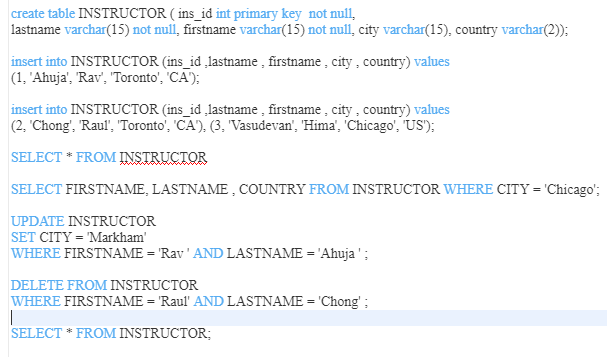 create table INSTRUCTOR ( ins_id int primary key  not null,
lastname varchar(15) not null, firstname varchar(15) not null, city varchar(15), country varchar(2));
insert into INSTRUCTOR (ins_id ,lastname , firstname , city , country) values
(1, 'Ahuja', 'Rav', 'Toronto', 'CA');
insert into INSTRUCTOR (ins_id ,lastname , firstname , city , country) values
(2, 'Chong', 'Raul', 'Toronto', 'CA'), (3, 'Vasudevan', 'Hima', 'Chicago', 'US');
SELECT * FROM INSTRUCTOR
SELECT FIRSTNAME, LASTNAME , COUNTRY FROM INSTRUCTOR WHERE CITY = 'Chicago';
UPDATE INSTRUCTOR
SET CITY = 'Markham'
WHERE FIRSTNAME = 'Rav ' AND LASTNAME = 'Ahuja ' ;
DELETE FROM INSTRUCTOR
WHERE FIRSTNAME = 'Raul' AND LASTNAME = 'Chong' ;
SELECT * FROM INSTRUCTOR;